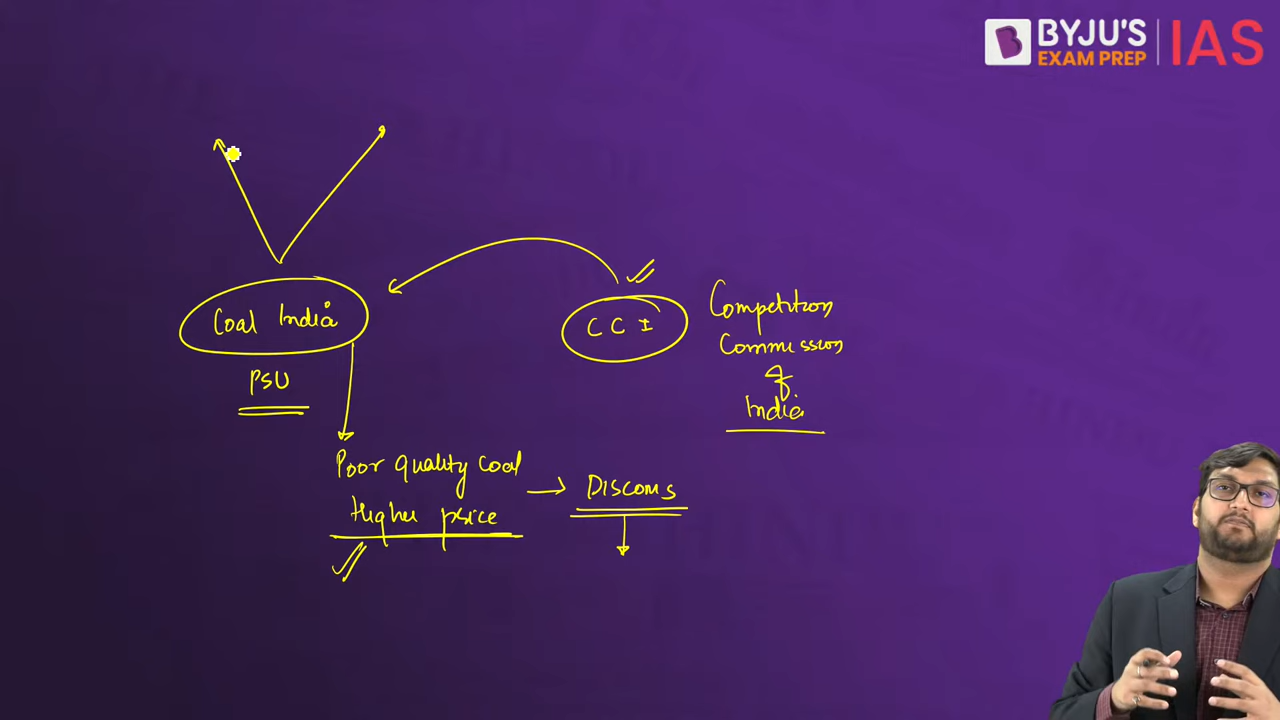 BYJU'S
EXAM PREP
IAS
Coal India
PSU
CCI
Competition
Commission
of
India
Poor quality coal
Higher price
Discoms